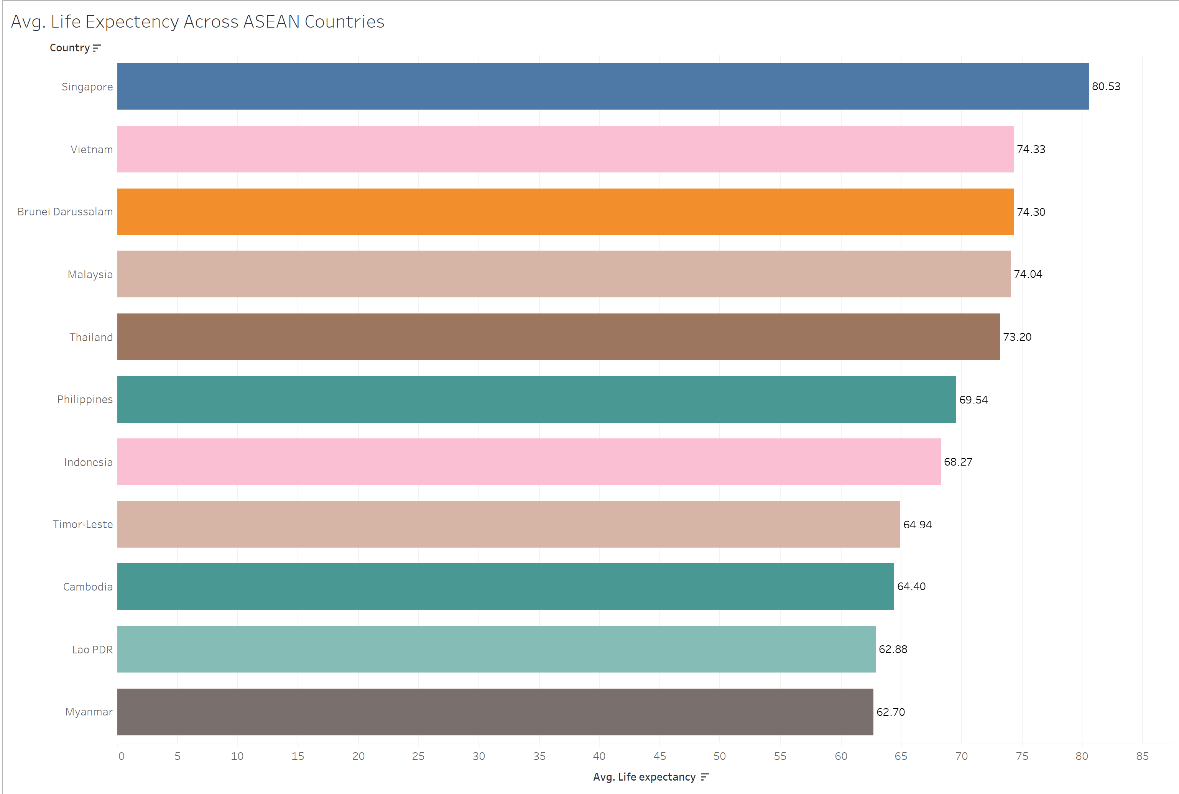 Avg. Life Expectency Across ASEAN Countries
Country
Singapore 80.53
Vietnam 74.33
Brunei Darussalam 74.30
Malaysia 74.04
Thailand 73.20
Philippines 69.54
Indonesia 68.27
Timor-Leste 64.94
Cambodia 64.40
Lao PDR 62.88
Myanmar 62.70
0 5 10 15 20 25 30 35 40 45 50 55 60 65 70 75 80 85
Avg. Life expectancy